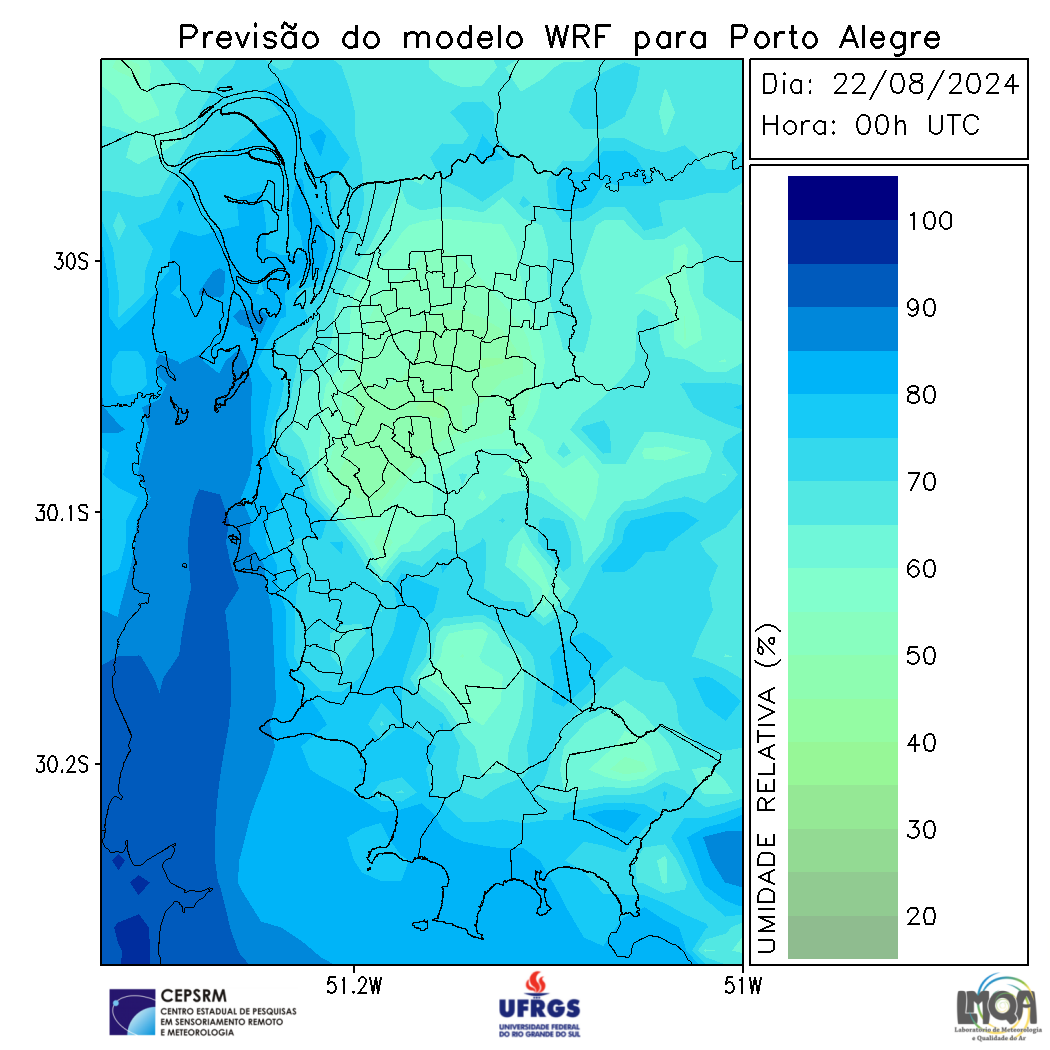 Previsão do modelo WRF para Porto Alegre
Dia: 22/08/2024
Hora: 00h UTC
30S
30.1S
30.2S
51.2W
51W
100
90
80
70
60
50
40
30
20
UMIDADE RELATIVA (%)
CEPSRM
CENTRO ESTADUAL DE PESQUISAS
EM SENSORIAMENTO REMOTO
E METEOROLOGIA
UFRGS
UNIVERSIDADE FEDERAL
DO RIO GRANDE DO SUL
LMQA
Laboratório de Meteorologia
e Qualidade do Ar